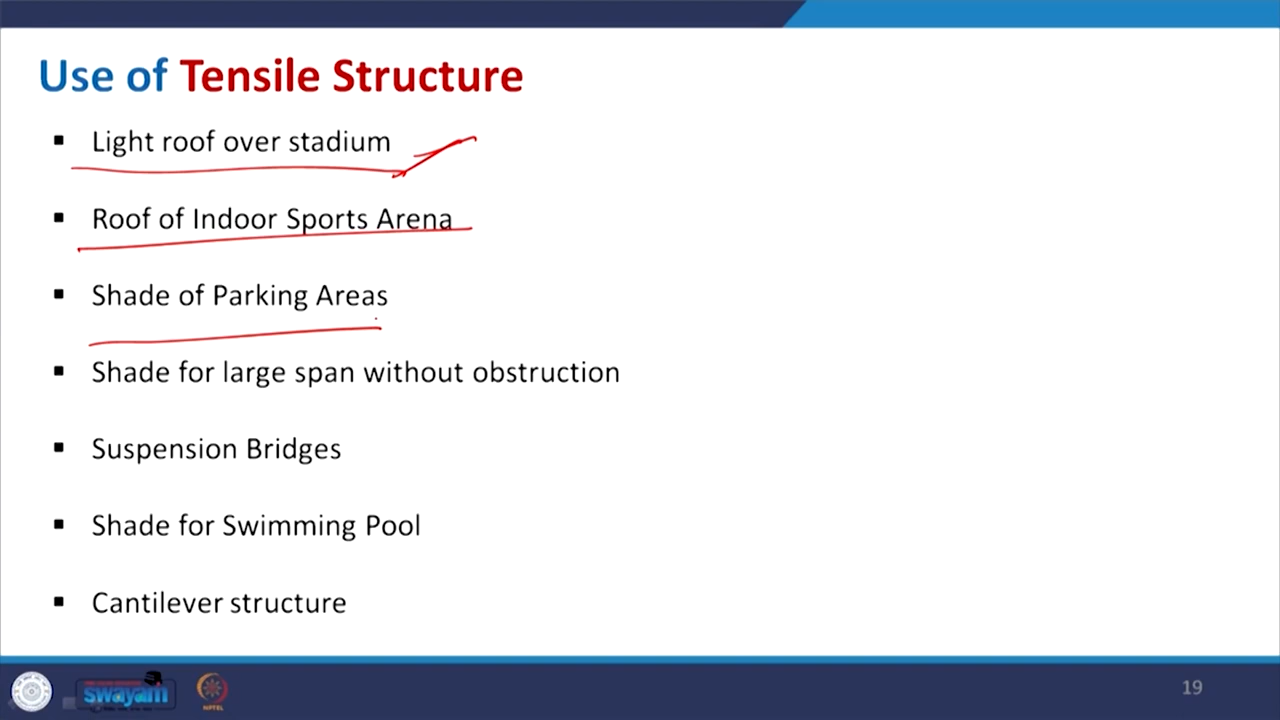 Use of Tensile Structure
▪ Light roof over stadium
▪ Roof of Indoor Sports Arena
▪ Shade of Parking Areas
▪ Shade for large span without obstruction
▪ Suspension Bridges
▪ Shade for Swimming Pool
▪ Cantilever structure
swayam
NPTEL
19